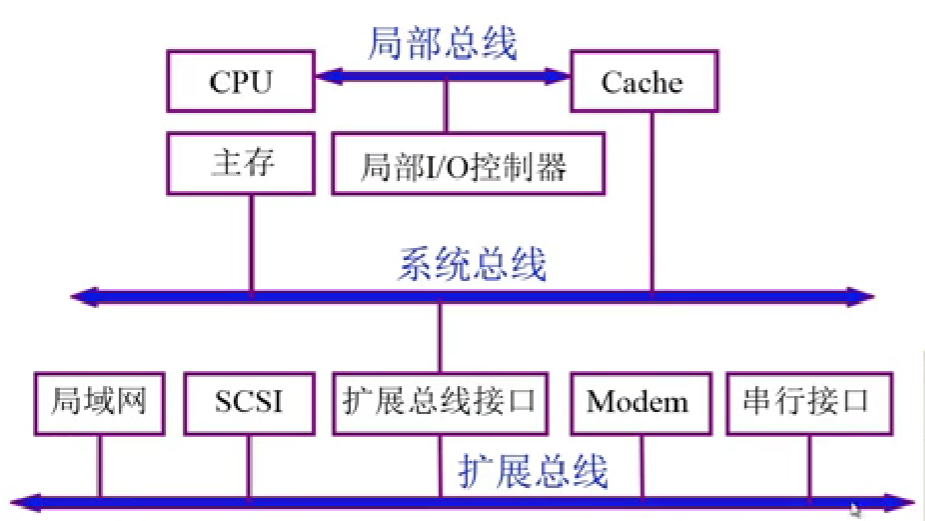 局部总线
CPU
Cache
主存
局部I/O控制器
系统总线
局域网
SCSI
扩展总线接口
Modem
串行接口
扩展总线